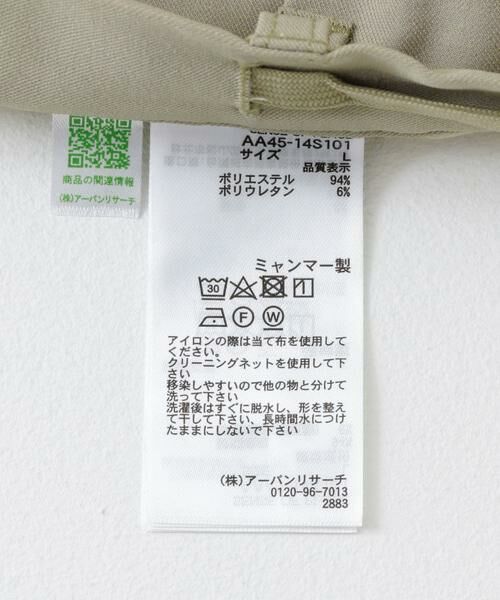 AA45-14S101
サイズ L
品質表示
ポリエステル 94%
ポリウレタン 6%
ミャンマー製
30
F W
アイロンの際は当て布を使用して
ください。
クリーニングネットを使用して下
さい
移染しやすいので他の物と分けて
洗って下さい
洗濯後はすぐに脱水し、形を整え
て干して下さい、長時間水につけ
たままにしないで下さい
(株)アーバンリサーチ
0120-96-7013
2883
商品の関連情報
(株)アーバンリサーチ